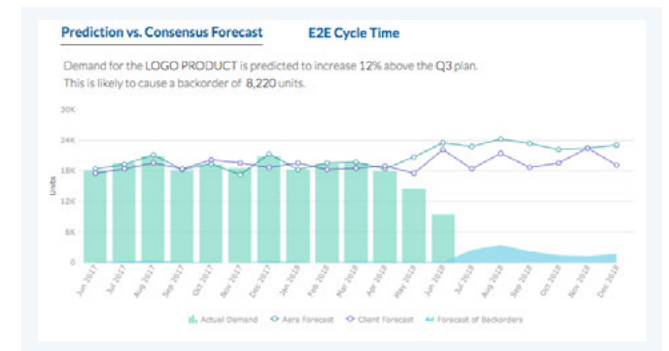 Prediction vs. Consensus Forecast E2E Cycle Time
Demand for the LOGO PRODUCT is predicted to increase 12% above the Q3 plan.
This is likely to cause a backorder of 8,220 units.
30K
24K
18K
12K
6K
0
Units
Jun 2017
Jul 2017
Aug 2017
Sep 2017
Oct 2017
Nov 2017
Dec 2017
Jan 2018
Feb 2018
Mar 2018
Apr 2018
May 2018
Jun 2018
Jul 2018
Aug 2018
Sep 2018
Oct 2018
Nov 2018
Dec 2018
Actual Demand Aera Forecast Client Forecast Forecast of Backorders